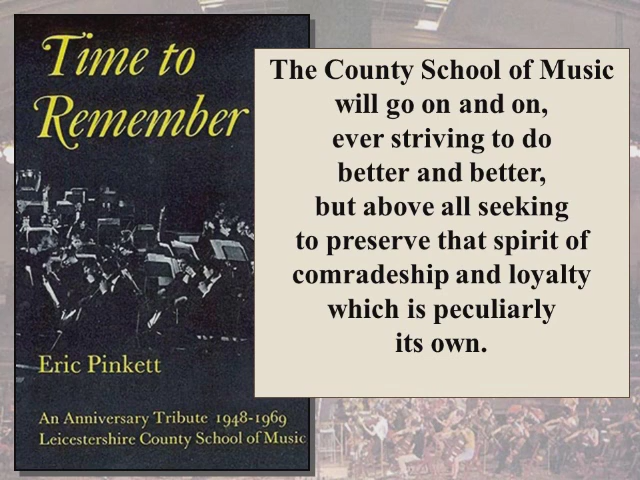 Time to
Remember
Eric Pinkett
An Anniversary Tribute 1948-1969
Leicestershire County School of Music
The County School of Music
will go on and on,
ever striving to do
better and better,
but above all seeking
to preserve that spirit of
comradeship and loyalty
which is peculiarly
its own.